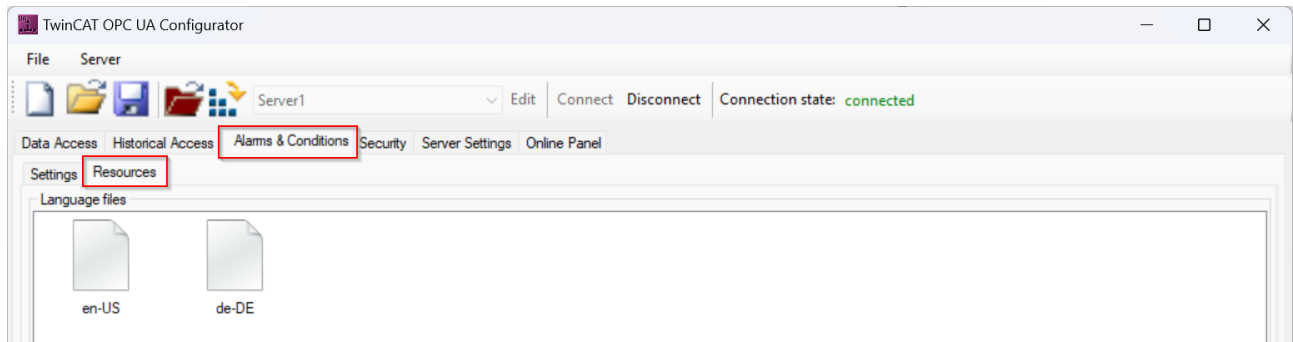 TwinCAT OPC UA Configurator
File Server
Server1 Edit Connect Disconnect Connection state: connected
Data Access Historical Access Alarms & Conditions Security Server Settings Online Panel
Settings Resources
Language files
en-US de-DE